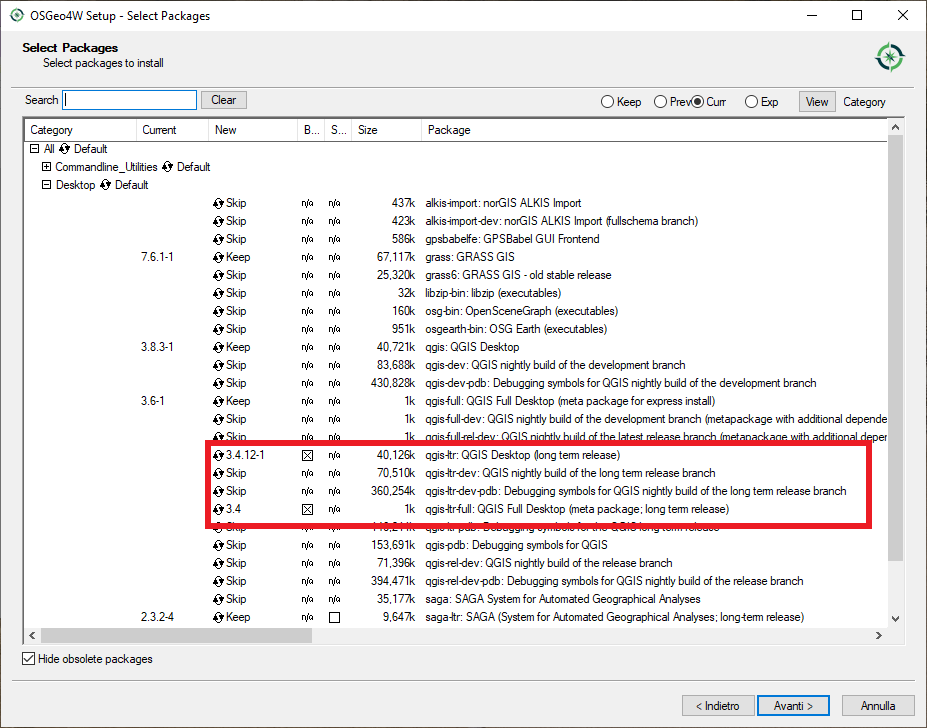 OSGeo4W Setup - Select Packages
Select Packages
Select packages to install
Search Clear Keep Prev Curr Exp View Category
Category Current New B... S... Size Package
All Default
Commandline_Utilities Default
Desktop Default
Skip n/a n/a 437k alkis-import: norGIS ALKIS Import
Skip n/a n/a 423k alkis-import-dev: norGIS ALKIS Import (fullschema branch)
Skip n/a n/a 586k gpsbabelfe: GPSBabel GUI Frontend
7.6.1-1 Keep n/a n/a 67,117k grass: GRASS GIS
Skip n/a n/a 25,320k grass6: GRASS GIS - old stable release
Skip n/a n/a 32k libzip-bin: libzip (executables)
Skip n/a n/a 160k osg-bin: OpenSceneGraph (executables)
Skip n/a n/a 951k osgearth-bin: OSG Earth (executables)
3.8.3-1 Keep n/a n/a 40,721k qgis: QGIS Desktop
Skip n/a n/a 83,688k qgis-dev: QGIS nightly build of the development branch
Skip n/a n/a 430,828k qgis-dev-pdb: Debugging symbols for QGIS nightly build of the development branch
3.6-1 Keep n/a n/a 1k qgis-full: QGIS Full Desktop (meta package for express install)
Skip n/a n/a 1k qgis-full-dev: QGIS nightly build of the development branch (metapackage with additional depende
Skip n/a n/a 1k qgis-full-rel-dev: QGIS nightly build of the latest release branch (metapackage with additional deper
3.4.12-1 n/a 40,126k qgis-ltr: QGIS Desktop (long term release)
Skip n/a n/a 70,510k qgis-ltr-dev: QGIS nightly build of the long term release branch
Skip n/a n/a 360,254k qgis-ltr-dev-pdb: Debugging symbols for QGIS nightly build of the long term release branch
3.4 n/a 1k qgis-ltr-full: QGIS Full Desktop (meta package; long term release)
Skip n/a n/a qgis-ltr-pdb: Debugging symbols for the QGIS long term release
Skip n/a n/a 153,691k qgis-pdb: Debugging symbols for QGIS
Skip n/a n/a 71,396k qgis-rel-dev: QGIS nightly build of the release branch
Skip n/a n/a 394,471k qgis-rel-dev-pdb: Debugging symbols for QGIS nightly build of the release branch
Skip n/a n/a 35,177k saga: SAGA System for Automated Geographical Analyses
2.3.2-4 Keep n/a 9,647k saga-ltr: SAGA (System for Automated Geographical Analyses; long-term release)
Hide obsolete packages
< Indietro Avanti > Annulla